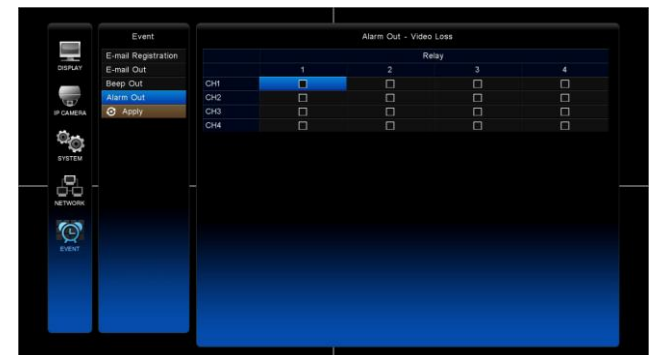 DISPLAY
IP CAMERA
SYSTEM
NETWORK
EVENT
Event
E-mail Registration
E-mail Out
Beep Out
Alarm Out
Apply
Alarm Out - Video Loss
Relay
1 2 3 4
CH1
CH2
CH3
CH4